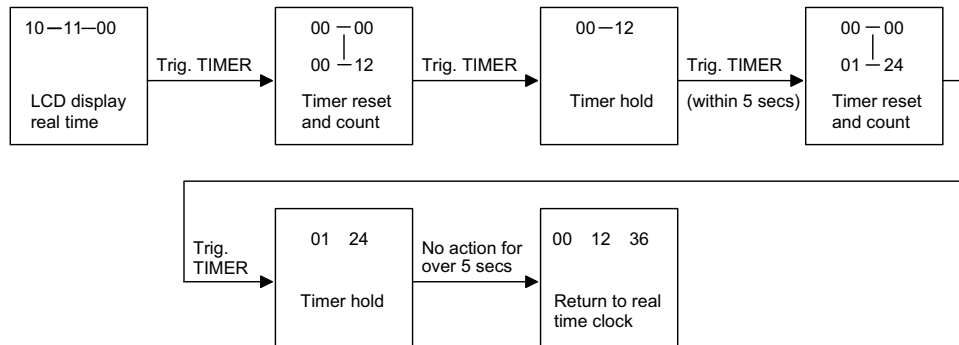 10—11—00
LCD display
real time
Trig. TIMER
00 — 00
00 — 12
Timer reset
and count
Trig. TIMER
00—12
Timer hold
Trig. TIMER
(within 5 secs)
00 — 00
01 — 24
Timer reset
and count
Trig.
TIMER
01 24
Timer hold
No action for
over 5 secs
00 12 36
Return to real
time clock